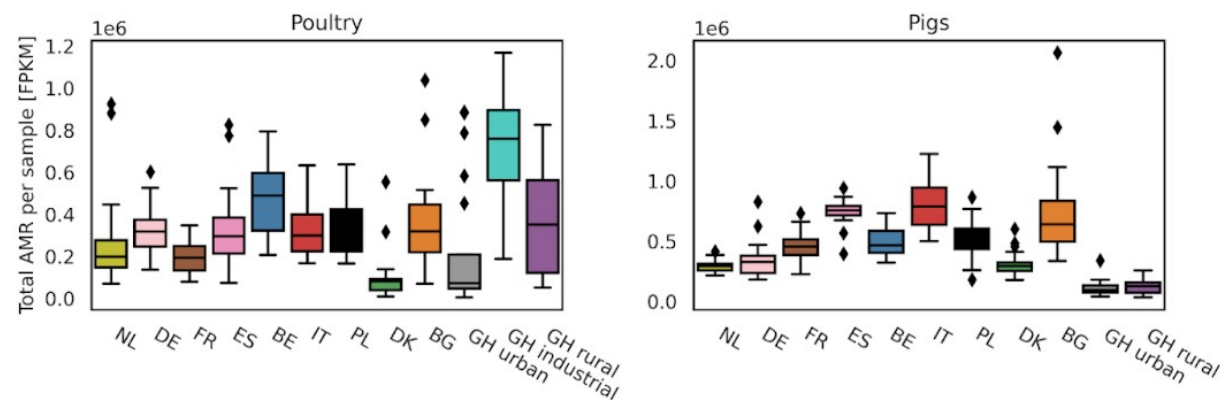 Poultry
1e6
Total AMR per sample [FPKM]
1.2
1.0
0.8
0.6
0.4
0.2
0.0
NL
DE
FR
ES
BE
IT
PL
DK
BG
GH urban
GH industrial
GH rural
Pigs
1e6
2.0
1.5
1.0
0.5
0.0
NL
DE
FR
ES
BE
IT
PL
DK
BG
GH urban
GH rural